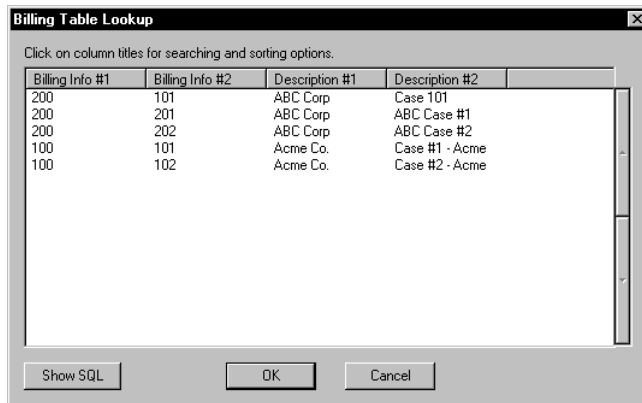 Billing Table Lookup
Click on column titles for searching and sorting options.
Billing Info #1 Billing Info #2 Description #1 Description #2
200 101 ABC Corp Case 101
200 201 ABC Corp ABC Case #1
200 202 ABC Corp ABC Case #2
100 101 Acme Co. Case #1 - Acme
100 102 Acme Co. Case #2 - Acme
Show SQL OK Cancel